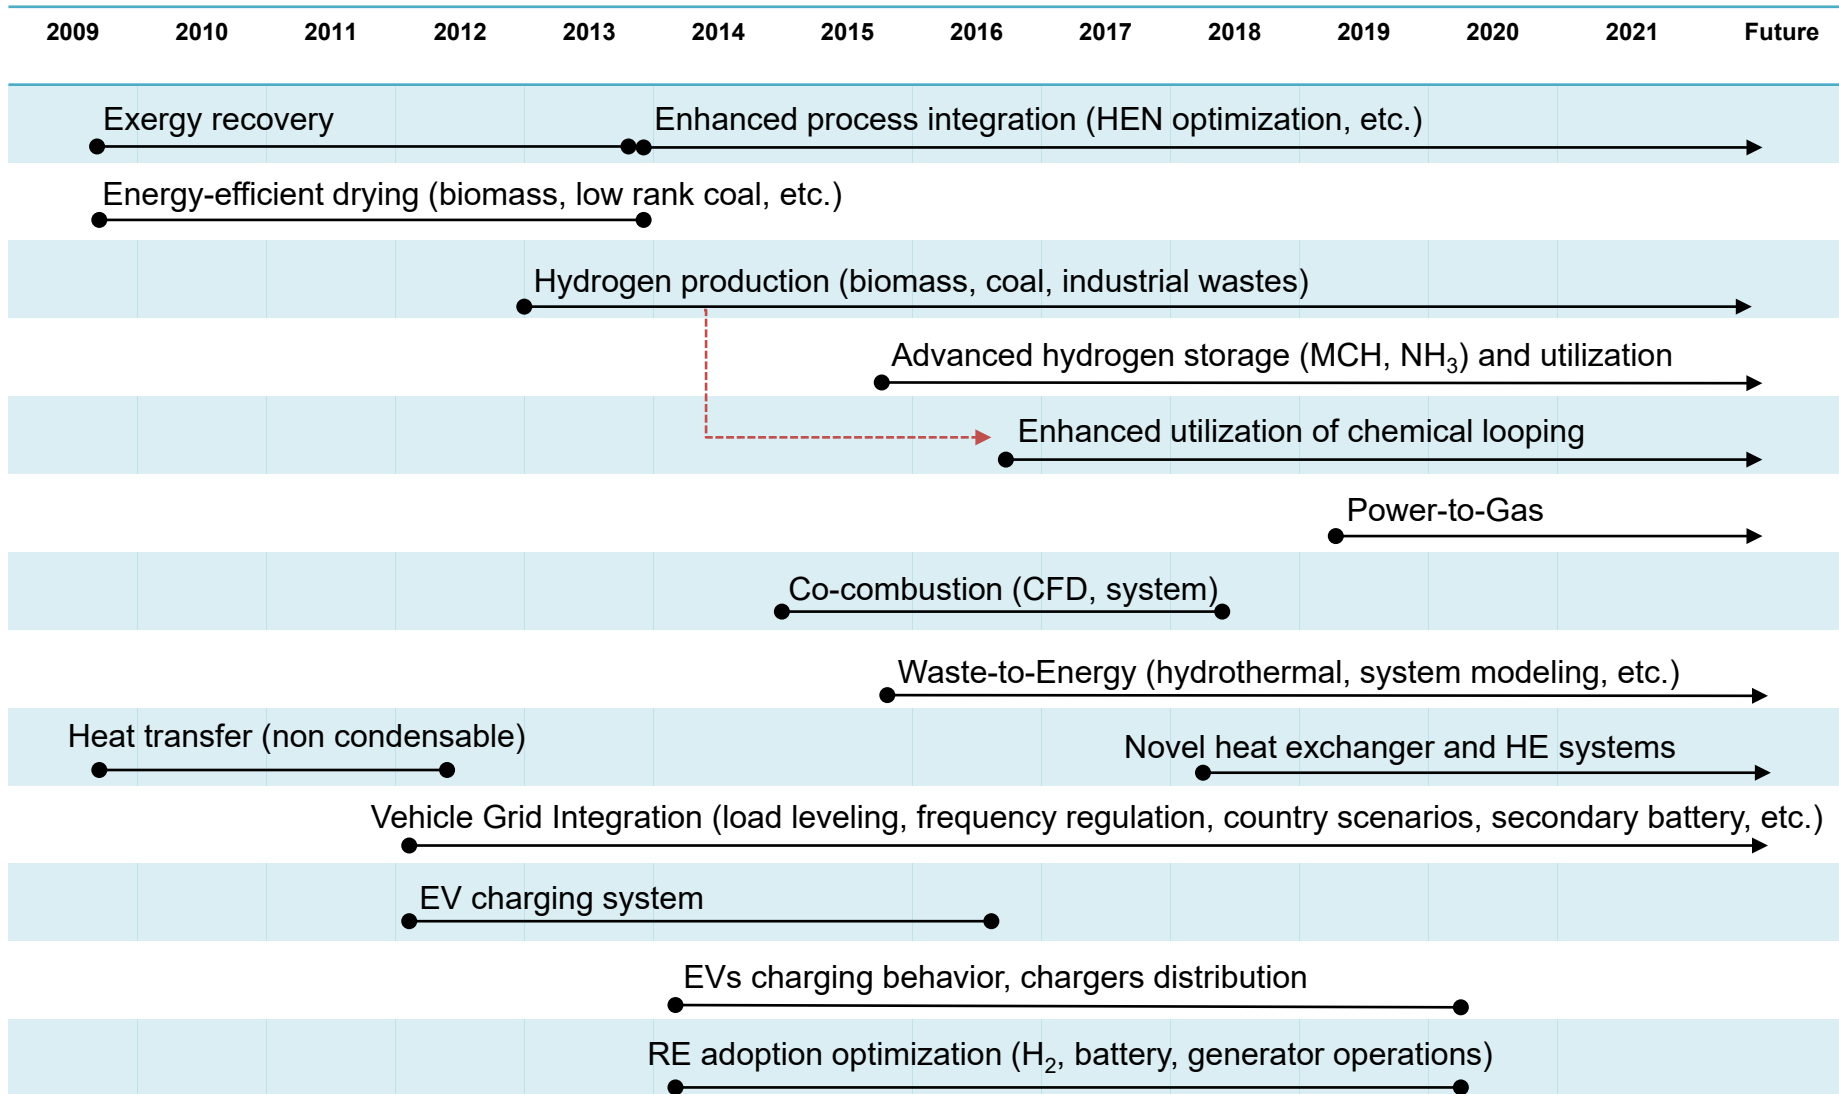 2009 2010 2011 2012 2013 2014 2015 2016 2017 2018 2019 2020 2021 Future
Exergy recovery
Enhanced process integration (HEN optimization, etc.)
Energy-efficient drying (biomass, low rank coal, etc.)
Hydrogen production (biomass, coal, industrial wastes)
Advanced hydrogen storage (MCH, NH₃) and utilization
Enhanced utilization of chemical looping
Power-to-Gas
Co-combustion (CFD, system)
Waste-to-Energy (hydrothermal, system modeling, etc.)
Heat transfer (non condensable)
Novel heat exchanger and HE systems
Vehicle Grid Integration (load leveling, frequency regulation, country scenarios, secondary battery, etc.)
EV charging system
EVs charging behavior, chargers distribution
RE adoption optimization (H₂, battery, generator operations)